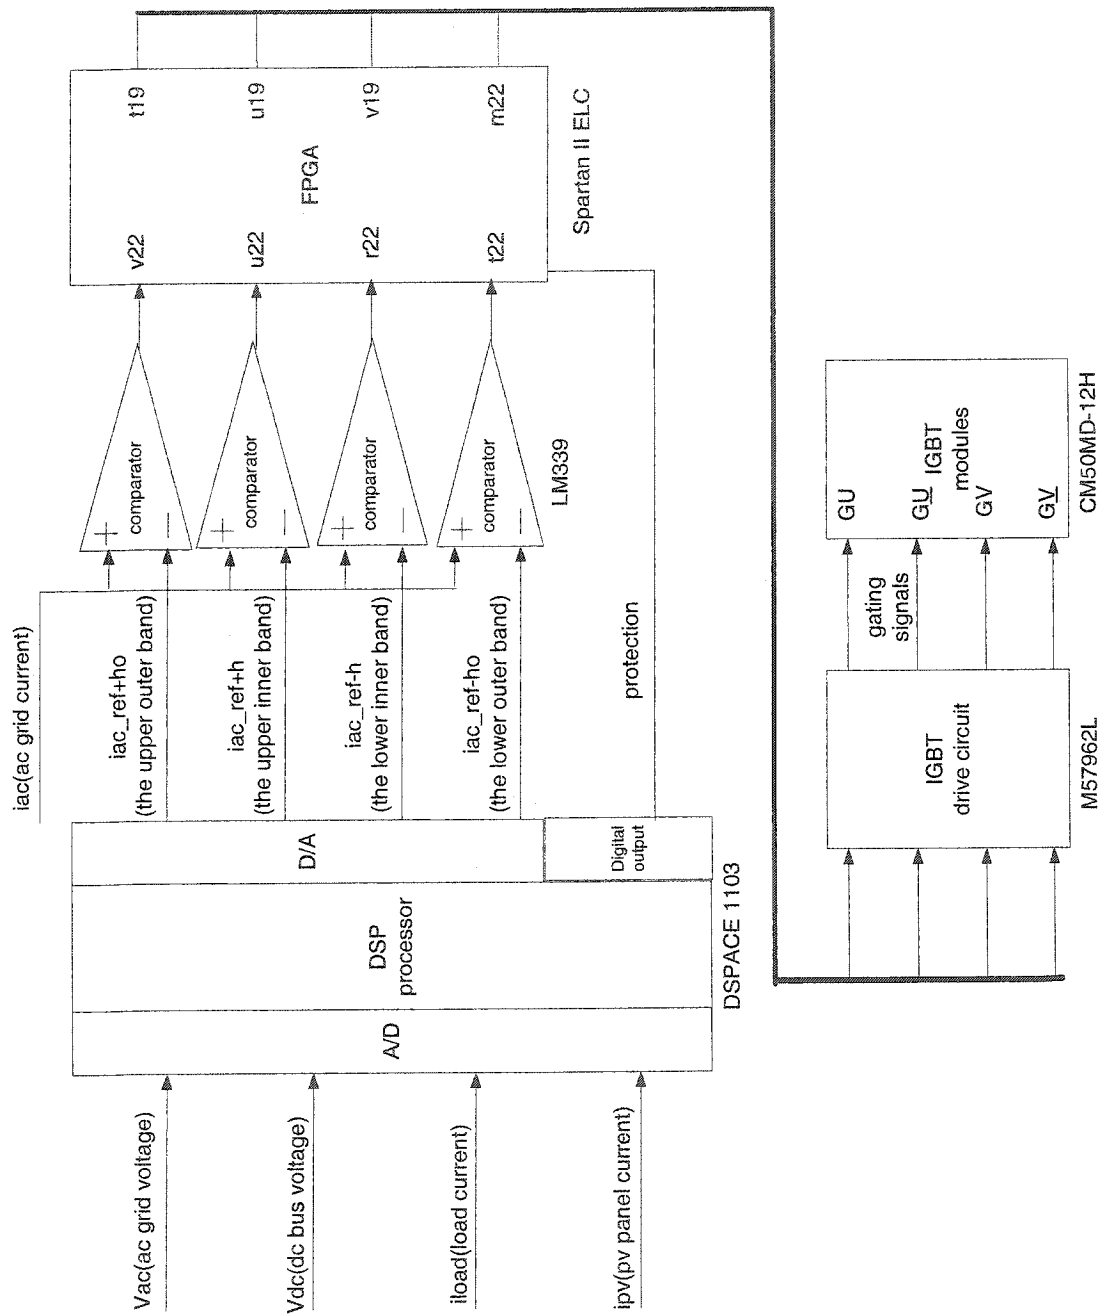 Vac(ac grid voltage)
Vdc(dc bus voltage)
iload(load current)
ipv(pv panel current)
A/D
DSP
processor
D/A
Digital
output
DSPACE 1103
iac(ac grid current)
iac_ref+ho
(the upper outer band)
iac_ref+h
(the upper inner band)
iac_ref-h
(the lower inner band)
iac_ref-ho
(the lower outer band)
protection
+
comparator
−
+
comparator
−
+
comparator
−
+
comparator
−
LM339
v22
u22
r22
t22
FPGA
t19
u19
v19
m22
Spartan II ELC
IGBT
drive circuit
M57962L
gating
signals
GU
GU
GV
GV
IGBT
modules
CM50MD-12H